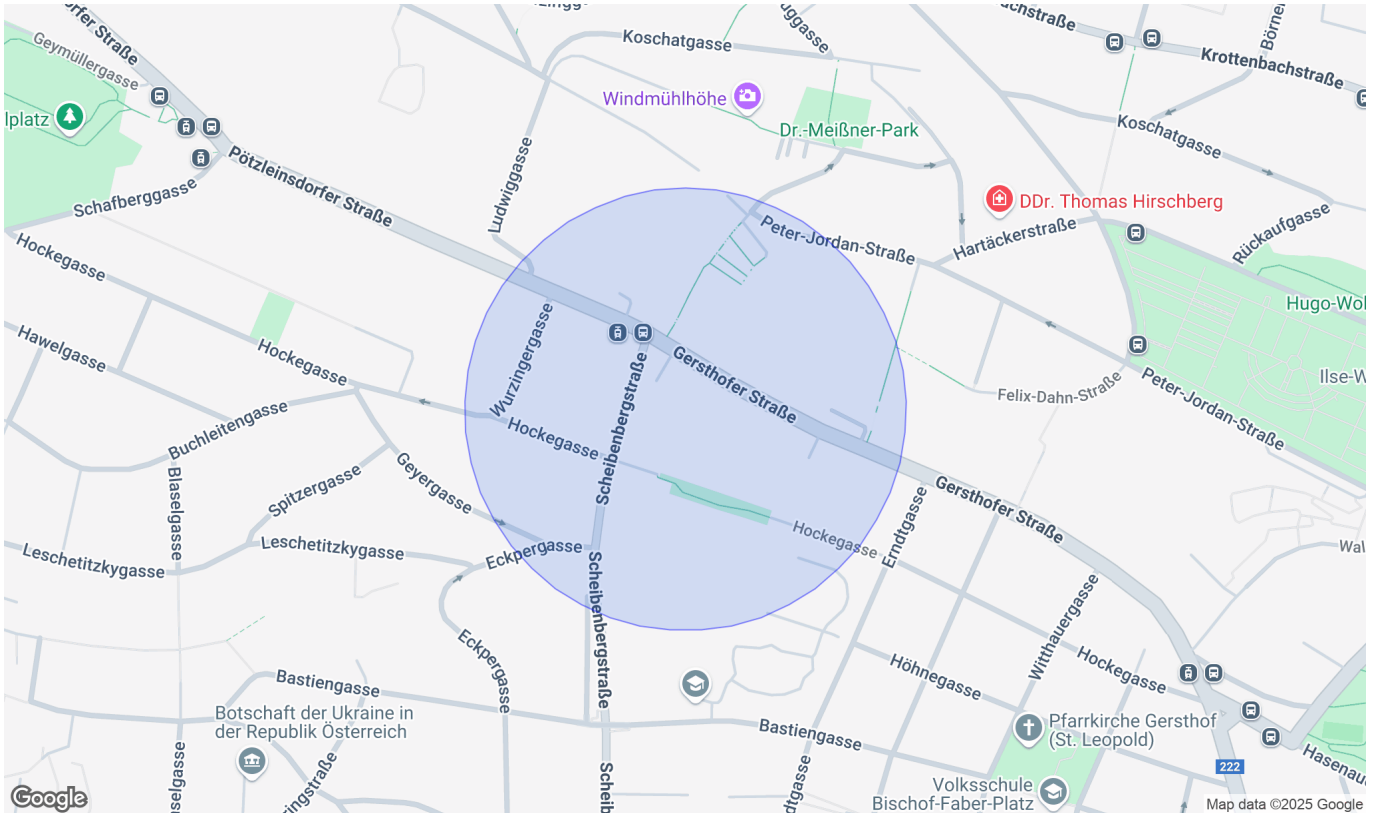 Koschatgasse
Krottenbachstraße
Geymüllergasse
Windmühlhöhe
Dr.-Meißner-Park
Koschatgasse
Pötzleinsdorfer Straße
Schafberggasse
Ludwiggasse
DDr. Thomas Hirschberg
Peter-Jordan-Straße
Hartäckerstraße
Rückaufgasse
Hockegasse
Hawelgasse
Hockegasse
Wurzingergasse
Scheibenbergstraße
Gersthofer Straße
Felix-Dahn-Straße
Peter-Jordan-Straße
Buchleitengasse
Hockegasse
Geyergasse
Spitzergasse
Blaselgasse
Gersthofer Straße
Leschetitzkygasse
Leschetitzkygasse
Eckpergasse
Hockegasse
Erndtgasse
Scheibenbergstraße
Witthauergasse
Eckpergasse
Höhnegasse
Hockegasse
Bastiengasse
Botschaft der Ukraine in
der Republik Österreich
Bastiengasse
Pfarrkirche Gersthof
(St. Leopold)
222
Volksschule
Bischof-Faber-Platz
Google
Map data ©2025 Google